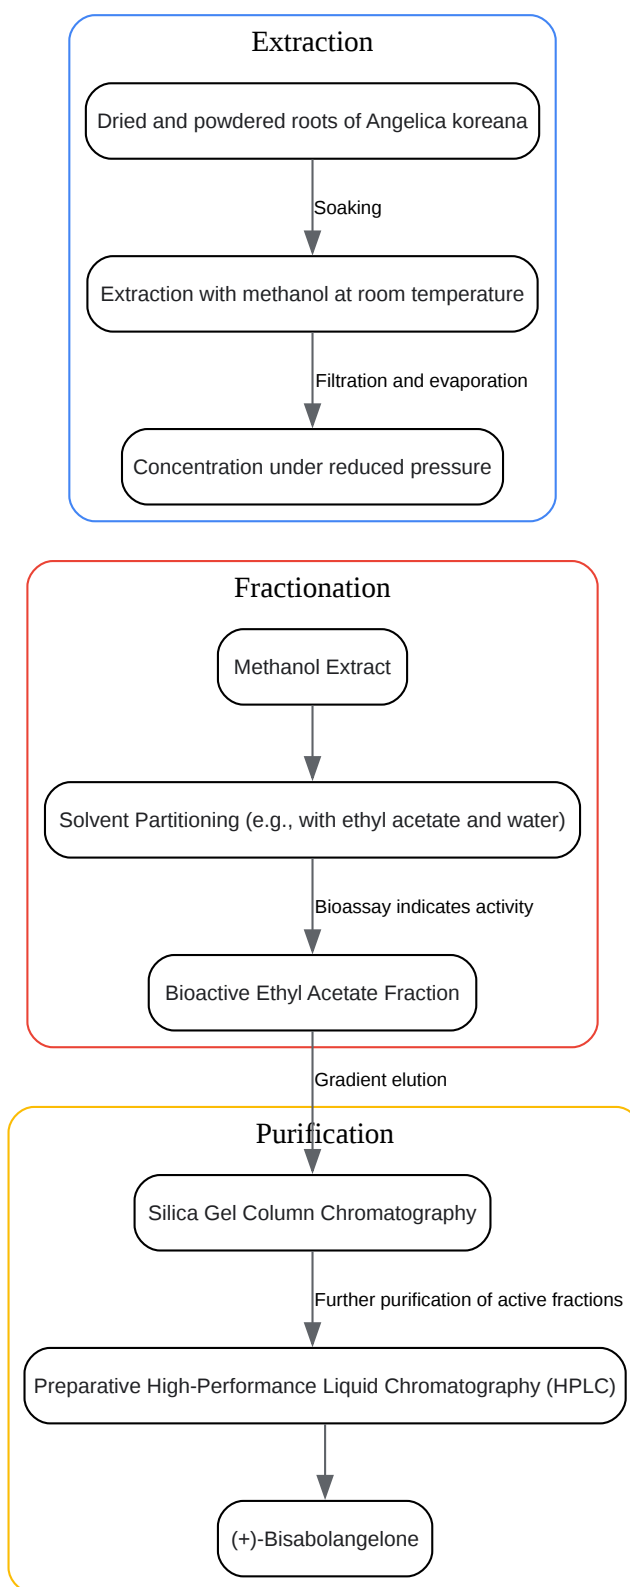 Extraction
Dried and powdered roots of Angelica koreana
Soaking
Extraction with methanol at room temperature
Filtration and evaporation
Concentration under reduced pressure
Fractionation
Methanol Extract
Solvent Partitioning (e.g., with ethyl acetate and water)
Bioassay indicates activity
Bioactive Ethyl Acetate Fraction
Gradient elution
Purification
Silica Gel Column Chromatography
Further purification of active fractions
Preparative High-Performance Liquid Chromatography (HPLC)
(+)-Bisabolangelone